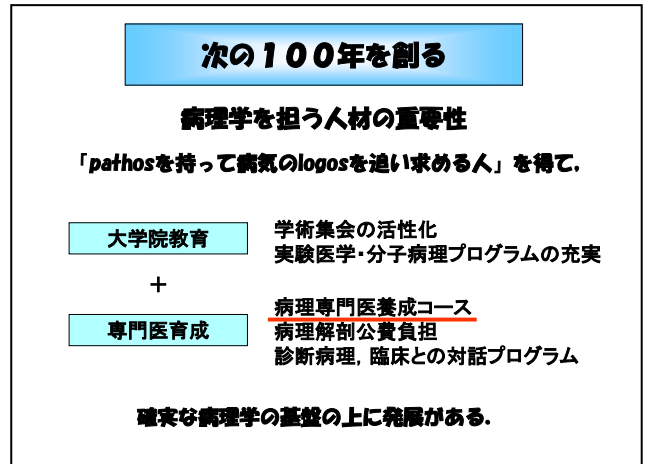 次の１００年を創る
病理学を担う人材の重要性
「pathosを持って病気のlogosを追い求める人」を得て,
大学院教育
学術集会の活性化
実験医学・分子病理プログラムの充実
＋
病理専門医養成コース
専門医育成
病理解剖公費負担
診断病理, 臨床との対話プログラム
確実な病理学の基盤の上に発展がある.